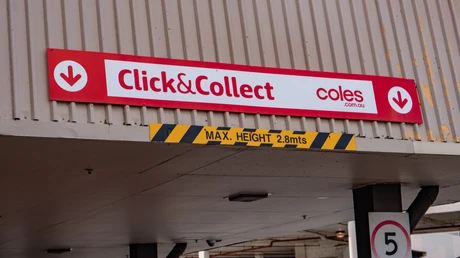 Click&Collect
coles
.com.au
MAX. HEIGHT 2.8mts
5